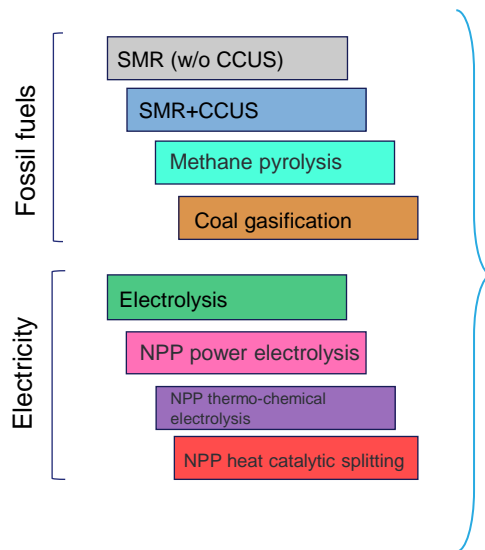 Fossil fuels
SMR (w/o CCUS)
SMR+CCUS
Methane pyrolysis
Coal gasification
Electricity
Electrolysis
NPP power electrolysis
NPP thermo-chemical
electrolysis
NPP heat catalytic splitting